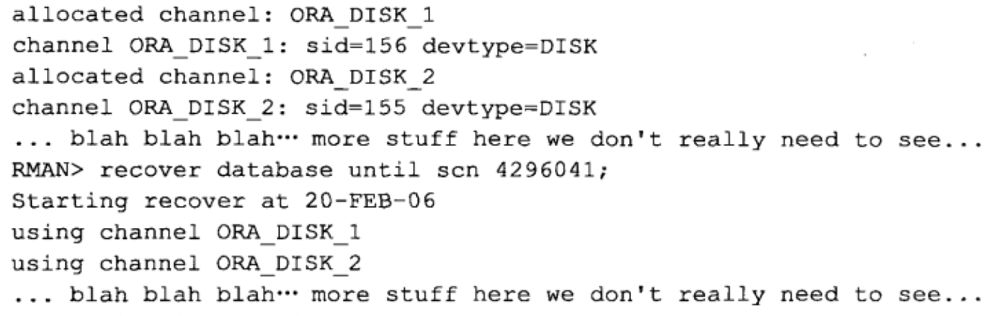 allocated channel: ORA_DISK_1
channel ORA_DISK_1: sid=156 devtype=DISK
allocated channel: ORA_DISK_2
channel ORA_DISK_2: sid=155 devtype=DISK
... blah blah blah… more stuff here we don't really need to see...
RMAN> recover database until scn 4296041;
Starting recover at 20-FEB-06
using channel ORA_DISK_1
using channel ORA_DISK_2
... blah blah blah… more stuff here we don't really need to see...